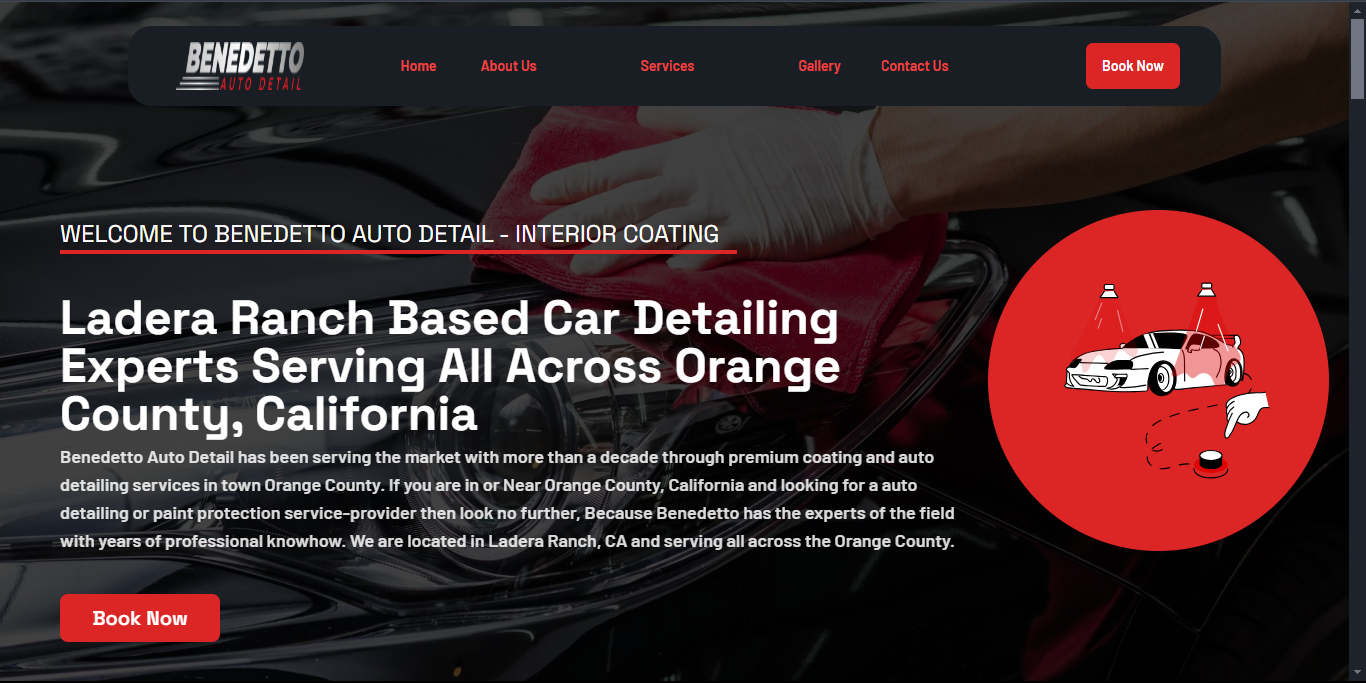 BENEDETTO
AUTO DETAIL
Home About Us Services Gallery Contact Us Book Now
WELCOME TO BENEDETTO AUTO DETAIL - INTERIOR COATING
Ladera Ranch Based Car Detailing
Experts Serving All Across Orange
County, California
Benedetto Auto Detail has been serving the market with more than a decade through premium coating and auto
detailing services in town Orange County. If you are in or Near Orange County, California and looking for a auto
detailing or paint protection service-provider then look no further, Because Benedetto has the experts of the field
with years of professional knowhow. We are located in Ladera Ranch, CA and serving all across the Orange County.
Book Now